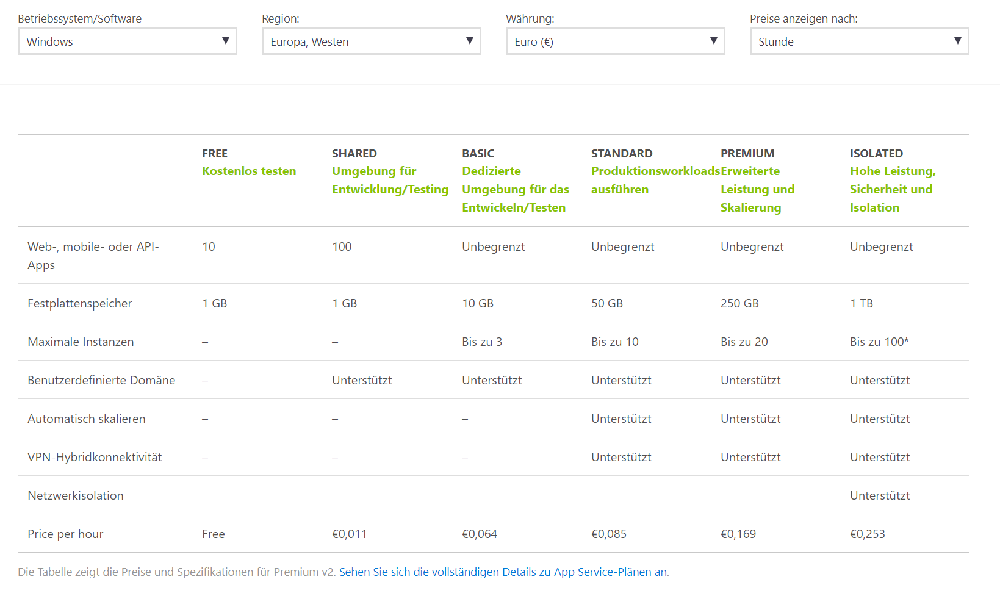 Betriebssystem/Software Region: Währung: Preise anzeigen nach:
Windows Europa, Westen Euro (€) Stunde
FREE SHARED BASIC STANDARD PREMIUM ISOLATED
Kostenlos testen Umgebung für Dedizierte Produktionsworkloads Erweiterte Hohe Leistung,
Entwicklung/Testing Umgebung für das ausführen Leistung und Sicherheit und
Entwickeln/Testen Skalierung Isolation
Web-, mobile- oder API- 10 100 Unbegrenzt Unbegrenzt Unbegrenzt Unbegrenzt
Apps
Festplattenspeicher 1 GB 1 GB 10 GB 50 GB 250 GB 1 TB
Maximale Instanzen – – Bis zu 3 Bis zu 10 Bis zu 20 Bis zu 100*
Benutzerdefinierte Domäne – Unterstützt Unterstützt Unterstützt Unterstützt Unterstützt
Automatisch skalieren – – – Unterstützt Unterstützt Unterstützt
VPN-Hybridkonnektivität – – – Unterstützt Unterstützt Unterstützt
Netzwerkisolation Unterstützt
Price per hour Free €0,011 €0,064 €0,085 €0,169 €0,253
Die Tabelle zeigt die Preise und Spezifikationen für Premium v2. Sehen Sie sich die vollständigen Details zu App Service-Plänen an.